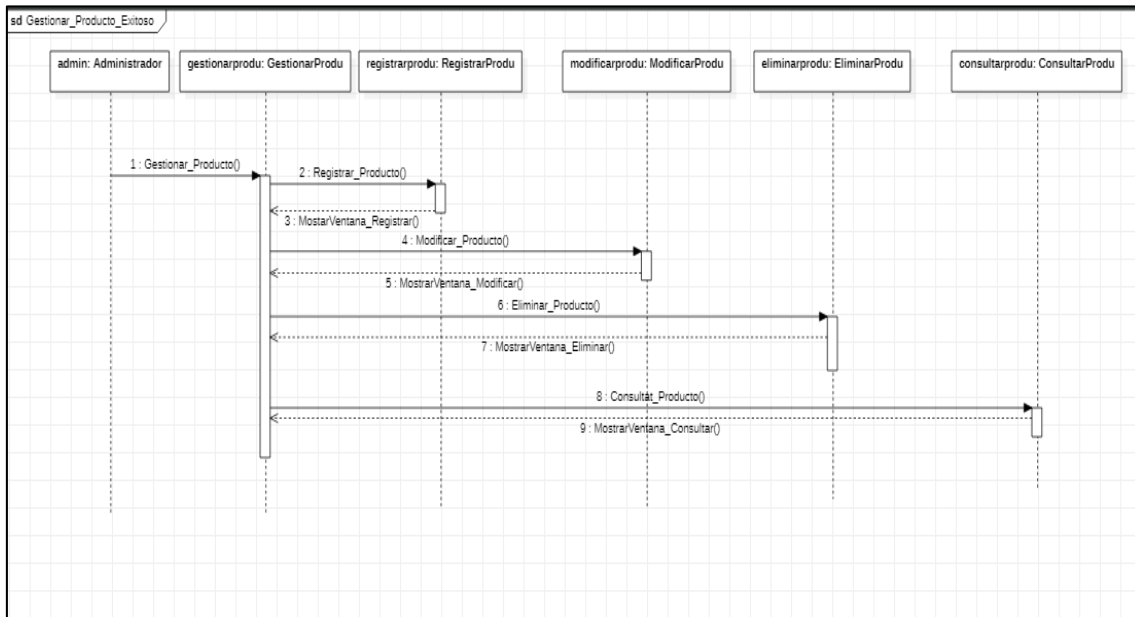 sd Gestionar_Producto_Exitoso
admin: Administrador
gestionarprodu: GestionarProdu
registrarprodu: RegistrarProdu
modificarprodu: ModificarProdu
eliminarprodu: EliminarProdu
consultarprodu: ConsultarProdu
1 : Gestionar_Producto()
2 : Registrar_Producto()
3 : MostarVentana_Registrar()
4 : Modificar_Producto()
5 : MostrarVentana_Modificar()
6 : Eliminar_Producto()
7 : MostrarVentana_Eliminar()
8 : Consultat_Producto()
9 : MostrarVentana_Consultar()